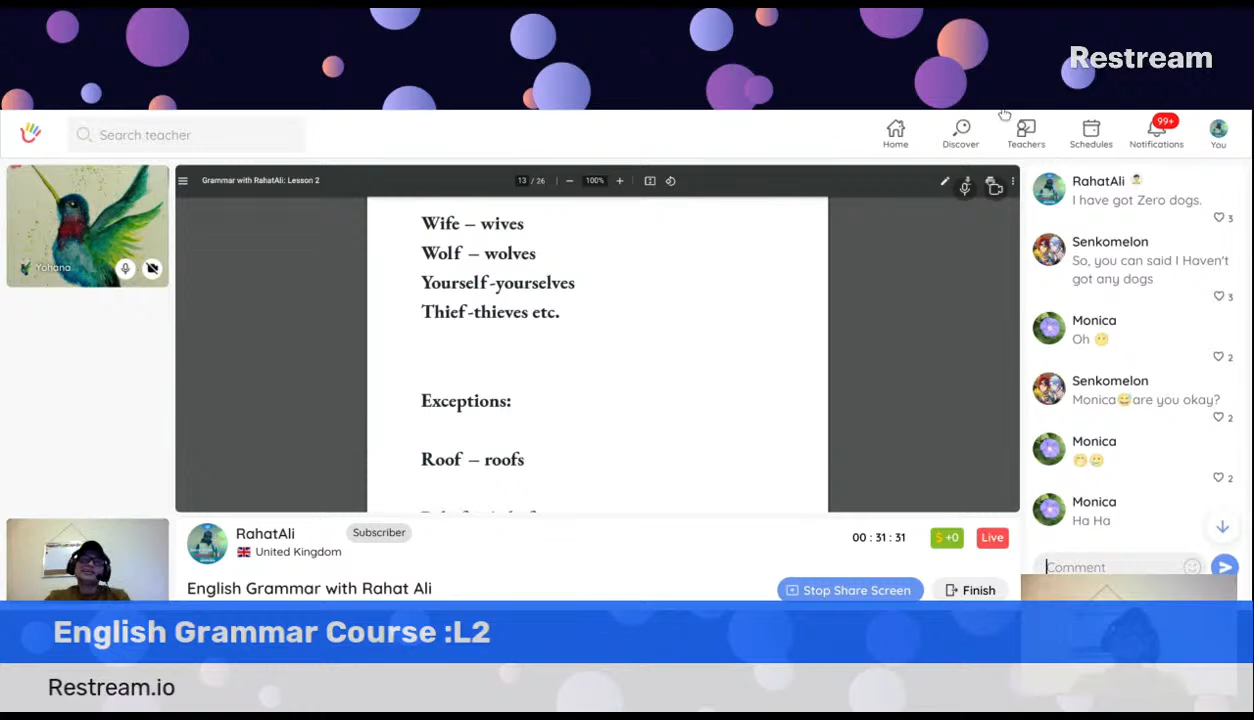 Restream
Search teacher
Home
Discover
Teachers
Schedules
99+
Notifications
You
Grammar with RahatAli: Lesson 2
13 / 26
100%
Wife – wives
Wolf – wolves
Yourself -yourselves
Thief -thieves etc.
Exceptions:
Roof – roofs
Yohana
RahatAli
I have got Zero dogs.
3
Senkomelon
So, you can said I Haven't
got any dogs
3
Monica
Oh
2
Senkomelon
Monica😅are you okay?
2
Monica
2
Monica
Ha Ha
Comment
RahatAli
Subscriber
United Kingdom
00 : 31 : 31
$ +0
Live
English Grammar with Rahat Ali
Stop Share Screen
Finish
English Grammar Course :L2
Restream.io